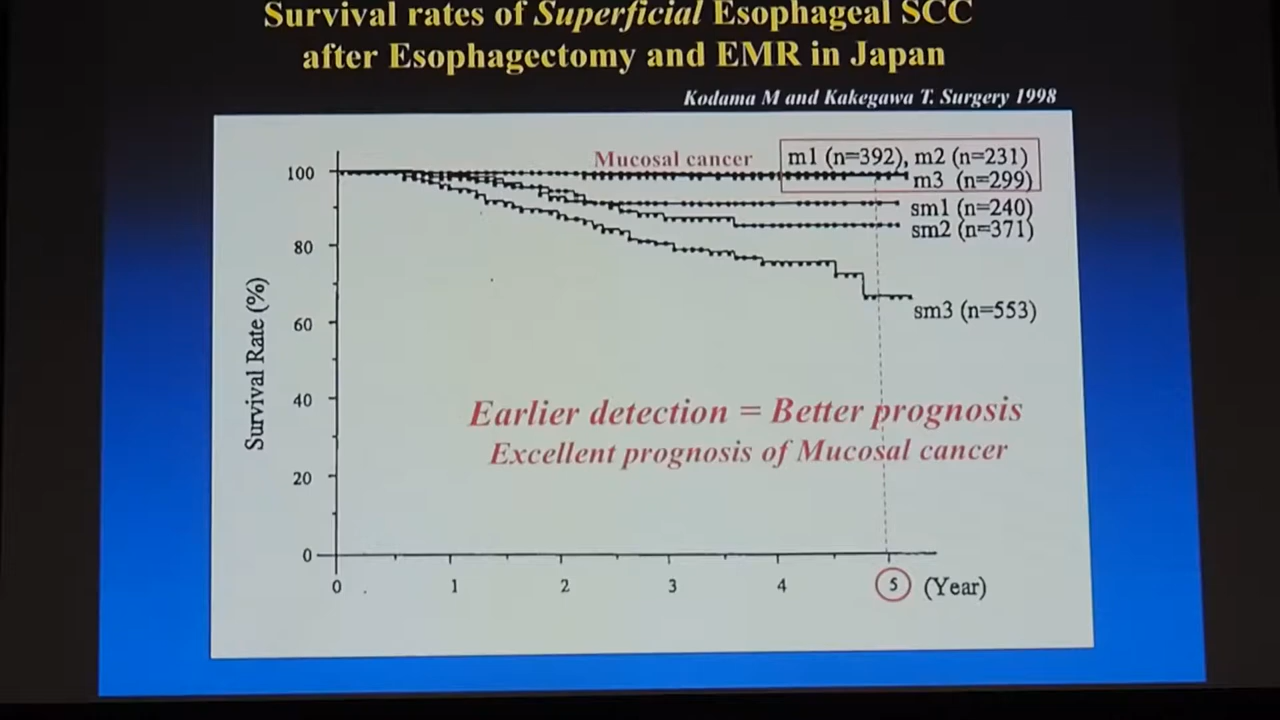 Survival rates of Superficial Esophageal SCC
after Esophagectomy and EMR in Japan
Kodama M and Kakegawa T. Surgery 1998
Mucosal cancer
m1 (n=392), m2 (n=231)
m3 (n=299)
sm1 (n=240)
sm2 (n=371)
sm3 (n=553)
Survival Rate (%)
100
80
60
40
20
0
Earlier detection = Better prognosis
Excellent prognosis of Mucosal cancer
0 1 2 3 4 5 (Year)